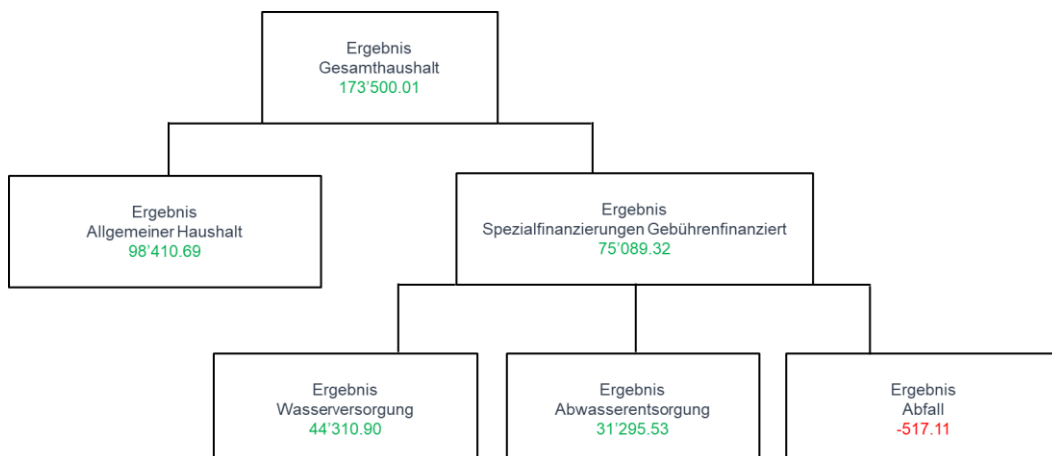 Ergebnis
Gesamthaushalt
173’500.01
Ergebnis
Allgemeiner Haushalt
98’410.69
Ergebnis
Spezialfinanzierungen Gebührenfinanziert
75’089.32
Ergebnis
Wasserversorgung
44’310.90
Ergebnis
Abwasserentsorgung
31’295.53
Ergebnis
Abfall
-517.11